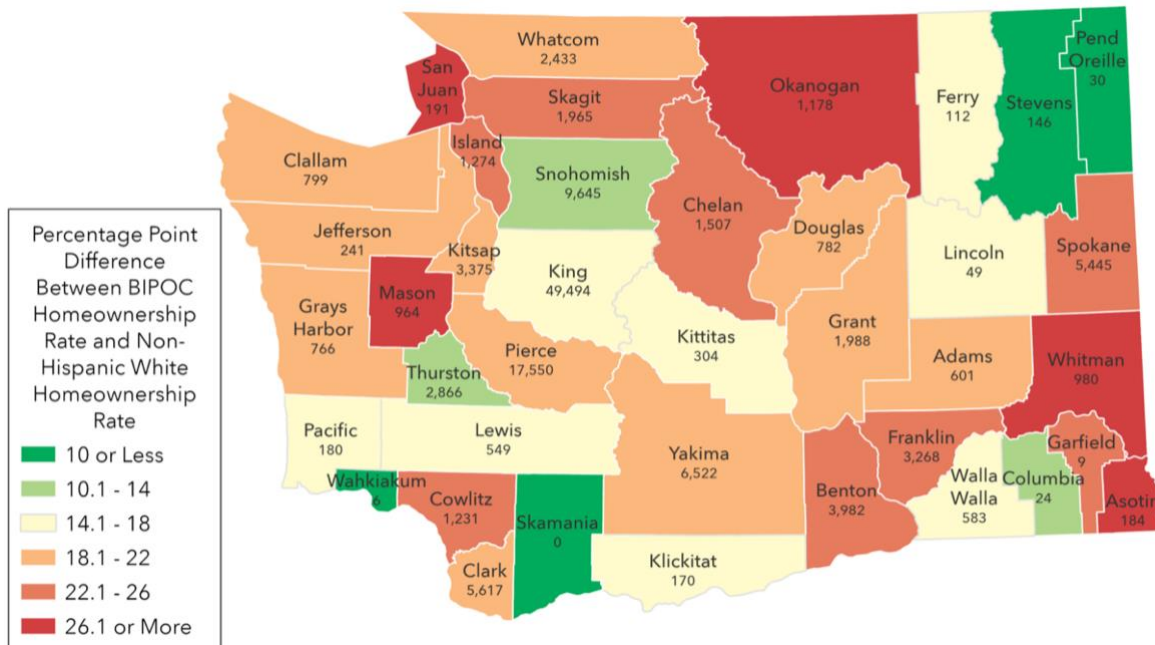 Percentage Point
Difference
Between BIPOC
Homeownership
Rate and Non-
Hispanic White
Homeownership
Rate
10 or Less
10.1 - 14
14.1 - 18
18.1 - 22
22.1 - 26
26.1 or More
Whatcom
2,433
San
Juan
191
Skagit
1,965
Island
1,274
Okanogan
1,178
Ferry
112
Stevens
146
Pend
Oreille
30
Clallam
799
Snohomish
9,645
Chelan
1,507
Douglas
782
Jefferson
241
Kitsap
3,375
King
49,494
Lincoln
49
Spokane
5,445
Mason
964
Grays
Harbor
766
Kittitas
304
Grant
1,988
Pierce
17,550
Thurston
2,866
Adams
601
Whitman
980
Pacific
180
Lewis
549
Yakima
6,522
Franklin
3,268
Garfield
9
Walla
Walla
583
Columbia
24
Asotin
184
Wahkiakum
6
Cowlitz
1,231
Skamania
0
Benton
3,982
Klickitat
170
Clark
5,617